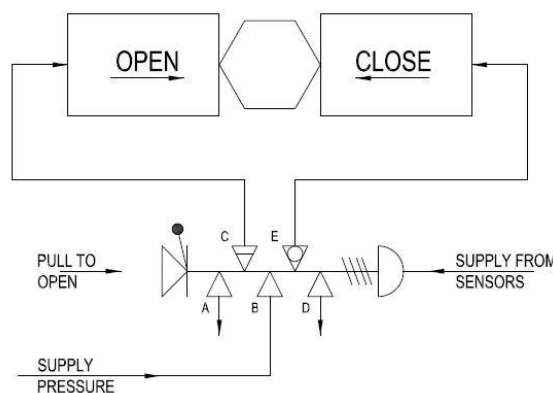 OPEN
CLOSE
C
E
PULL TO
OPEN
SUPPLY FROM
SENSORS
A
B
D
SUPPLY
PRESSURE